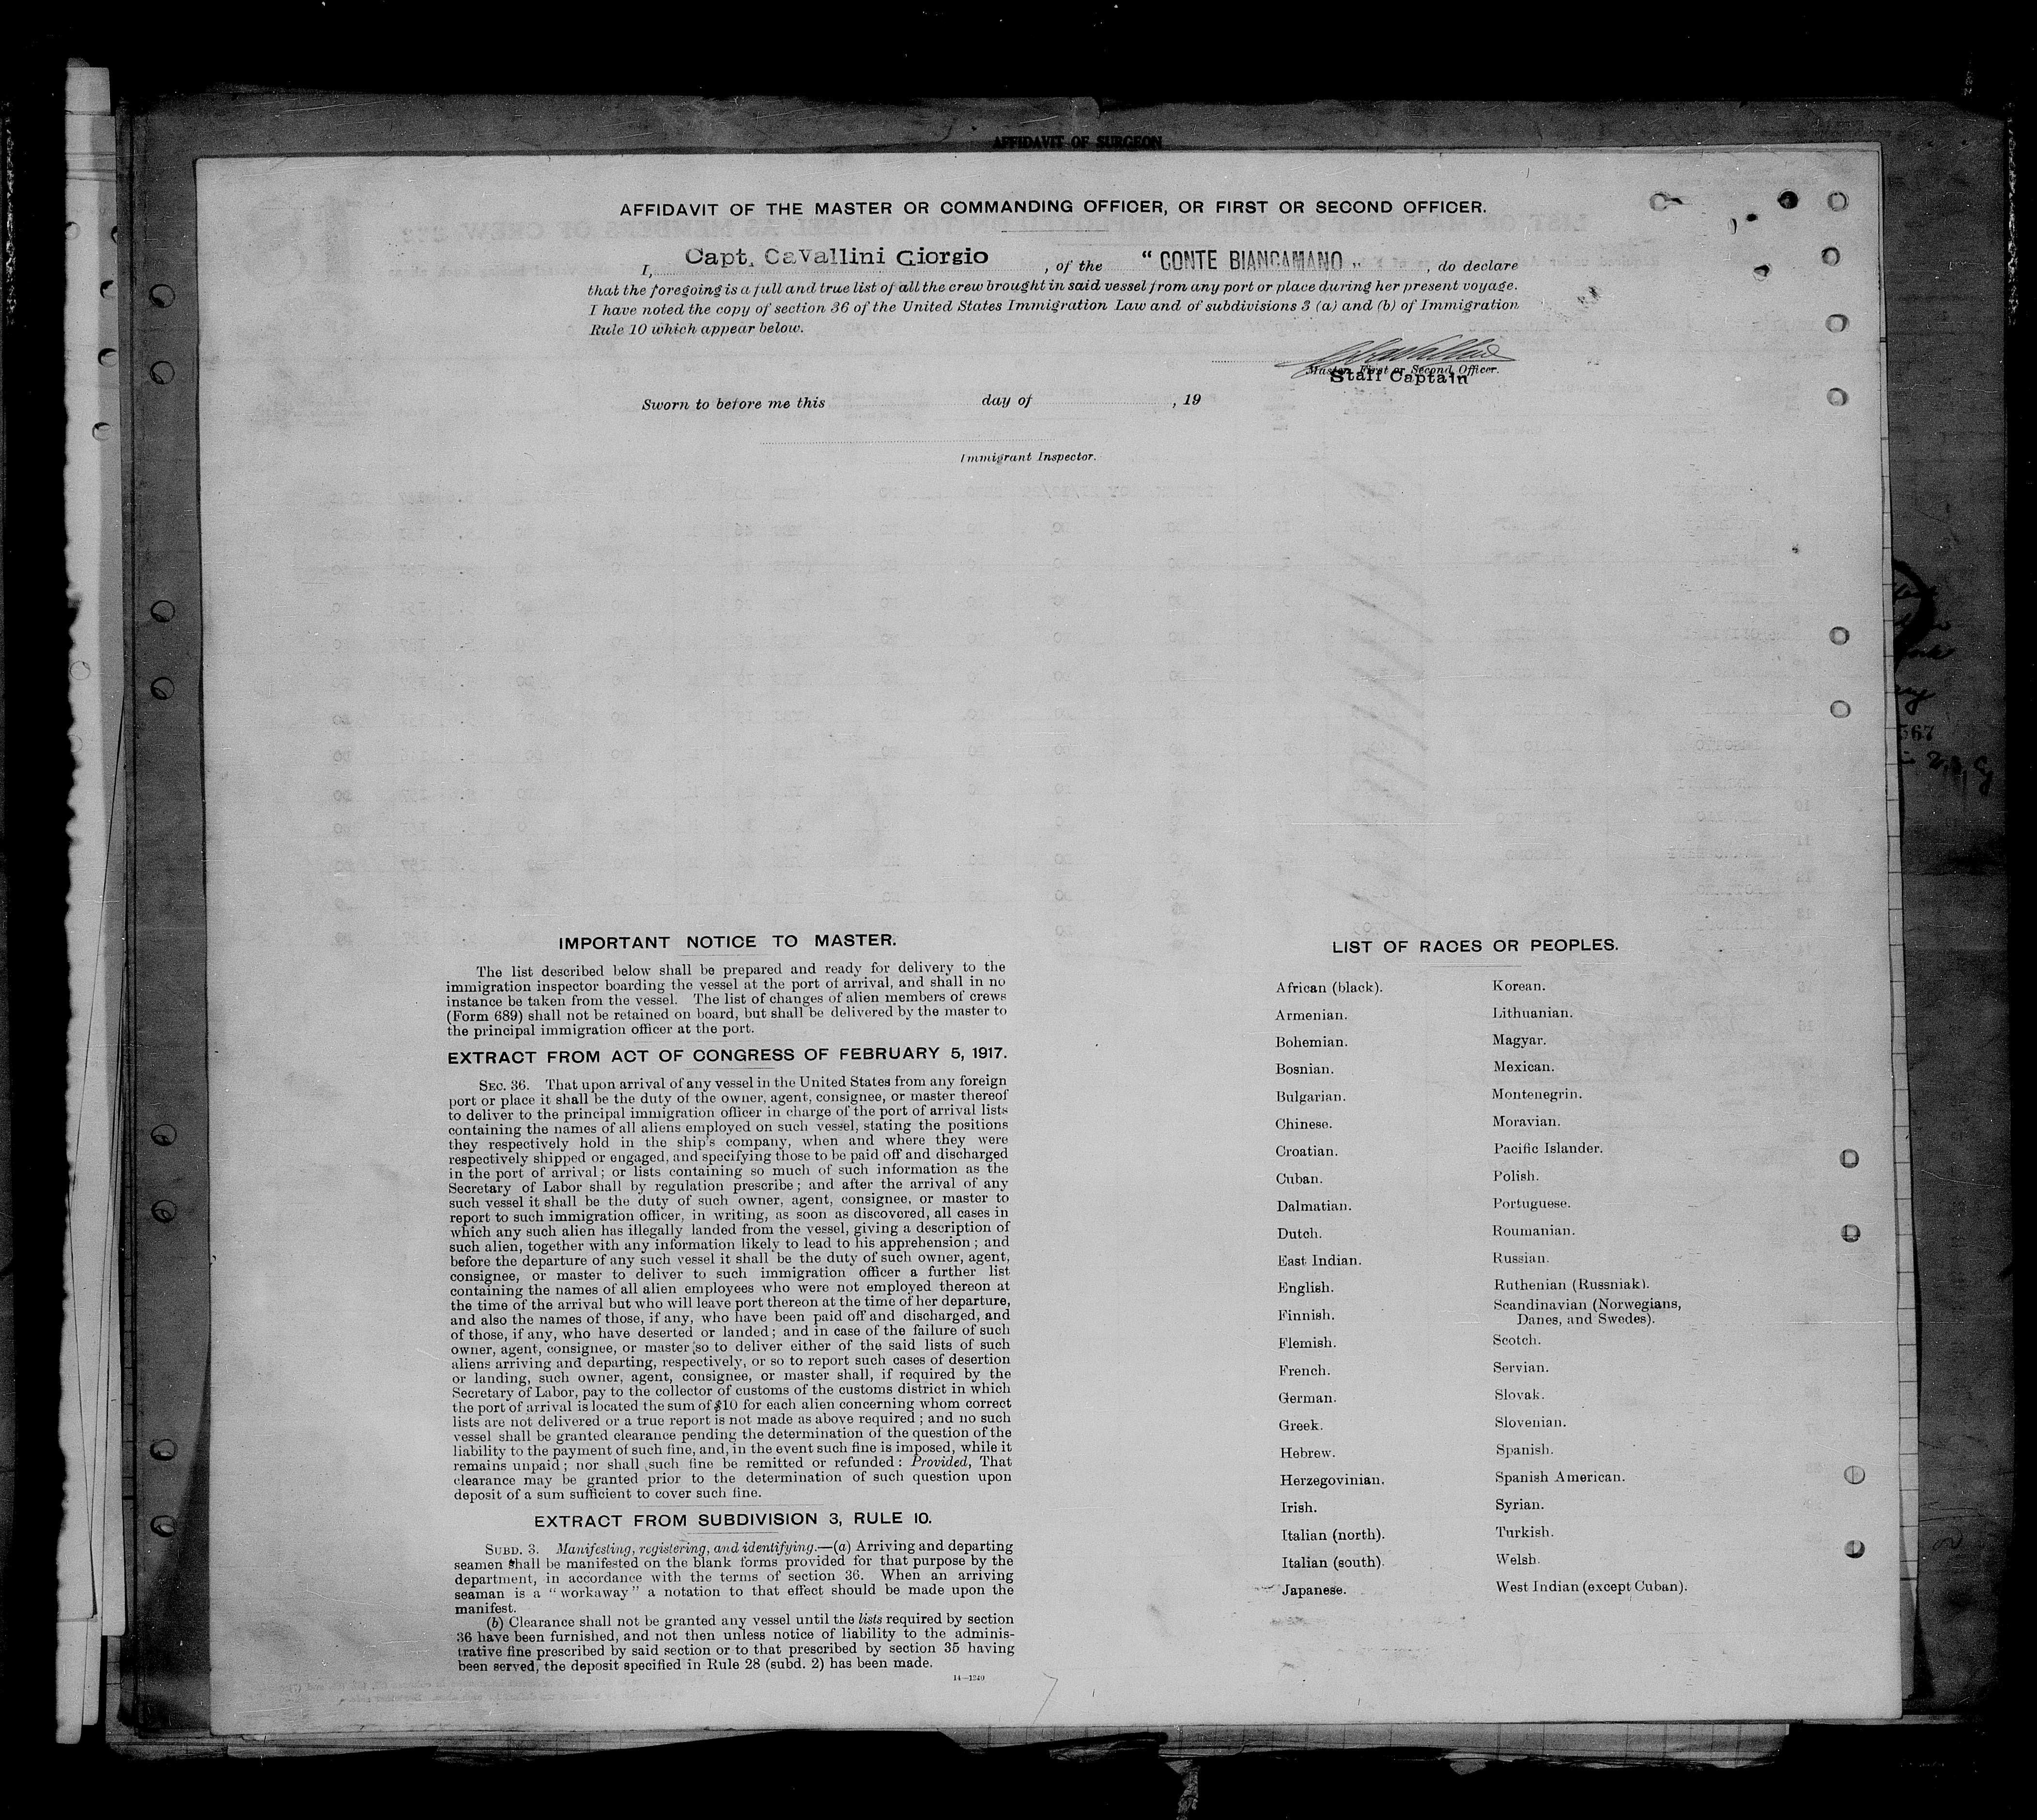 AFFIDAVIT OF SURGEON
AFFIDAVIT OF THE MASTER OR COMMANDING OFFICER, OR FIRST OR SECOND OFFICER.
I, Capt. Cavallini Giorgio, of the "CONTE BIANCAMANO", do declare
that the foregoing is a full and true list of all the crew brought in said vessel from any port or place during her present voyage.
I have noted the copy of section 36 of the United States Immigration Law and of subdivisions 3 (a) and (b) of Immigration
Rule 10 which appear below.
Master, First or Second Officer.
Staff Captain
Sworn to before me this day of , 19
Immigrant Inspector.
IMPORTANT NOTICE TO MASTER.
The list described below shall be prepared and ready for delivery to the
immigration inspector boarding the vessel at the port of arrival, and shall in no
instance be taken from the vessel. The list of changes of alien members of crews
(Form 689) shall not be retained on board, but shall be delivered by the master to
the principal immigration officer at the port.
EXTRACT FROM ACT OF CONGRESS OF FEBRUARY 5, 1917.
SEC. 36. That upon arrival of any vessel in the United States from any foreign
port or place it shall be the duty of the owner, agent, consignee, or master thereof
to deliver to the principal immigration officer in charge of the port of arrival lists
containing the names of all aliens employed on such vessel, stating the positions
they respectively hold in the ship's company, when and where they were
respectively shipped or engaged, and specifying those to be paid off and discharged
in the port of arrival; or lists containing so much of such information as the
Secretary of Labor shall by regulation prescribe; and after the arrival of any
such vessel it shall be the duty of such owner, agent, consignee, or master to
report to such immigration officer, in writing, as soon as discovered, all cases in
which any such alien has illegally landed from the vessel, giving a description of
such alien, together with any information likely to lead to his apprehension; and
before the departure of any such vessel it shall be the duty of such owner, agent,
consignee, or master to deliver to such immigration officer a further list
containing the names of all alien employees who were not employed thereon at
the time of the arrival but who will leave port thereon at the time of her departure,
and also the names of those, if any, who have been paid off and discharged, and
of those, if any, who have deserted or landed; and in case of the failure of such
owner, agent, consignee, or master so to deliver either of the said lists of such
aliens arriving and departing, respectively, or so to report such cases of desertion
or landing, such owner, agent, consignee, or master shall, if required by the
Secretary of Labor, pay to the collector of customs of the customs district in which
the port of arrival is located the sum of $10 for each alien concerning whom correct
lists are not delivered or a true report is not made as above required; and no such
vessel shall be granted clearance pending the determination of the question of the
liability to the payment of such fine, and, in the event such fine is imposed, while it
remains unpaid; nor shall such fine be remitted or refunded: Provided, That
clearance may be granted prior to the determination of such question upon
deposit of a sum sufficient to cover such fine.
EXTRACT FROM SUBDIVISION 3, RULE 10.
SUBD. 3. Manifesting, registering, and identifying.—(a) Arriving and departing
seamen shall be manifested on the blank forms provided for that purpose by the
department, in accordance with the terms of section 36. When an arriving
seaman is a "workaway" a notation to that effect should be made upon the
manifest.
(b) Clearance shall not be granted any vessel until the lists required by section
36 have been furnished, and not then unless notice of liability to the adminis-
trative fine prescribed by said section or to that prescribed by section 35 having
been served, the deposit specified in Rule 28 (subd. 2) has been made.
14—1240
LIST OF RACES OR PEOPLES.
African (black).
Armenian.
Bohemian.
Bosnian.
Bulgarian.
Chinese.
Croatian.
Cuban.
Dalmatian.
Dutch.
East Indian.
English.
Finnish.
Flemish.
French.
German.
Greek.
Hebrew.
Herzegovinian.
Irish.
Italian (north).
Italian (south).
Japanese.
Korean.
Lithuanian.
Magyar.
Mexican.
Montenegrin.
Moravian.
Pacific Islander.
Polish.
Portuguese.
Roumanian.
Russian.
Ruthenian (Russniak).
Scandinavian (Norwegians,
Danes, and Swedes).
Scotch.
Servian.
Slovak.
Slovenian.
Spanish.
Spanish American.
Syrian.
Turkish.
Welsh.
West Indian (except Cuban).
567